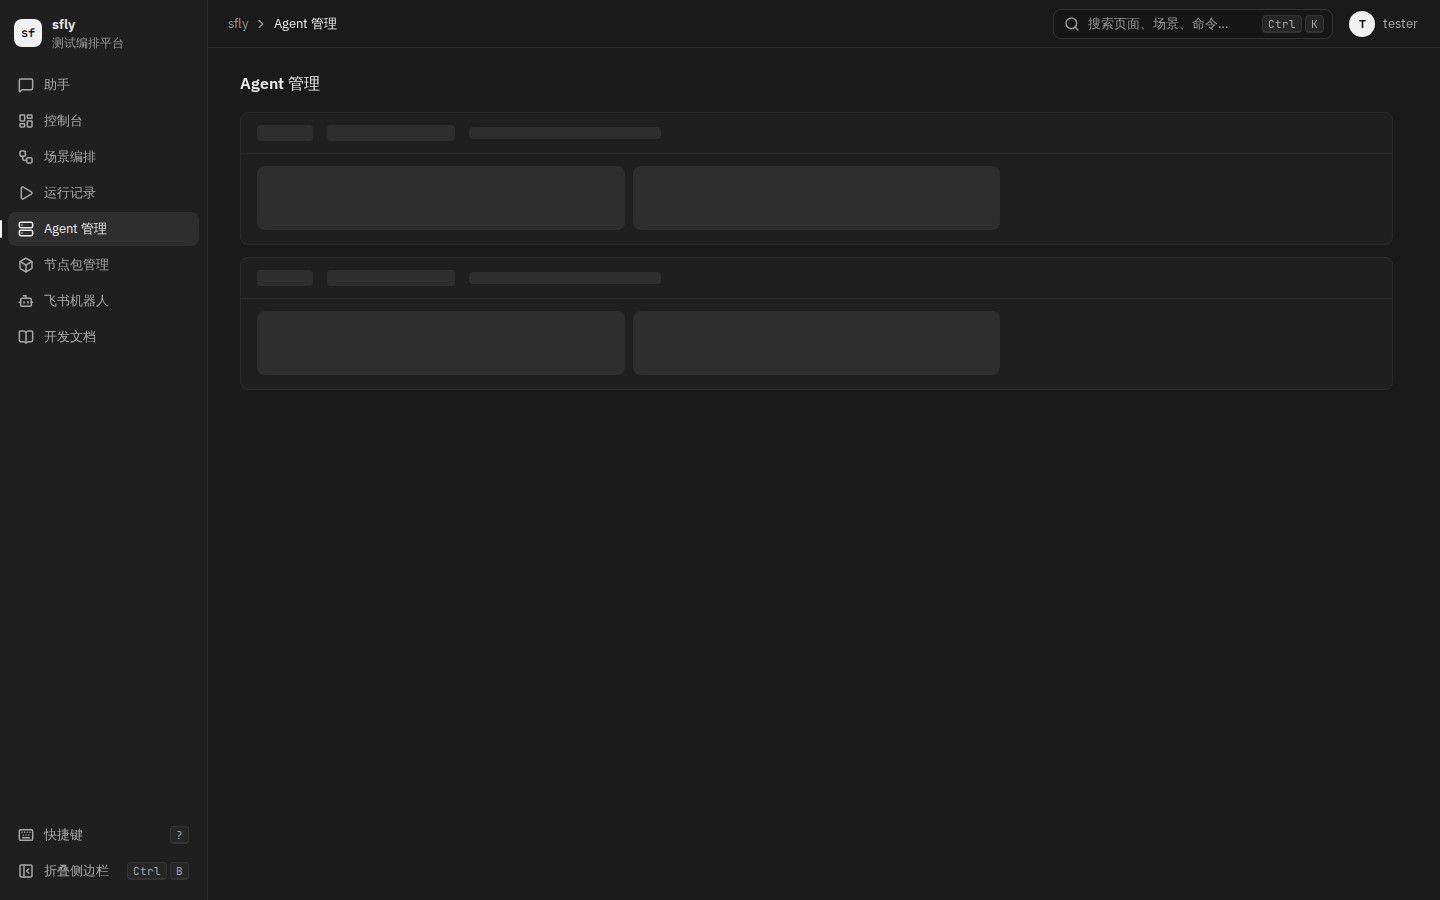 sf
sfly
测试编排平台
助手
控制台
场景编排
运行记录
Agent 管理
节点包管理
飞书机器人
开发文档
快捷键 ?
折叠侧边栏 Ctrl B
sfly > Agent 管理
搜索页面、场景、命令... Ctrl K
T tester
Agent 管理